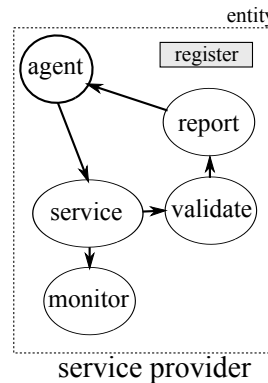 entity
register
agent
report
service
validate
monitor
service provider